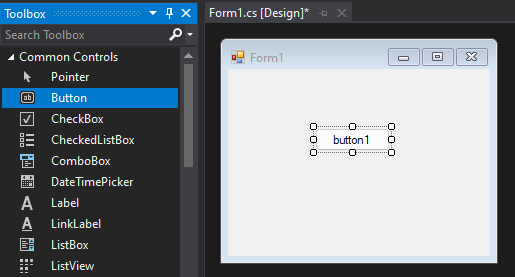 Toolbox
Search Toolbox
Common Controls
Pointer
ab
Button
CheckBox
CheckedListBox
ComboBox
DateTimePicker
Label
LinkLabel
ListBox
ListView
Form1.cs [Design]*
Form1
button1